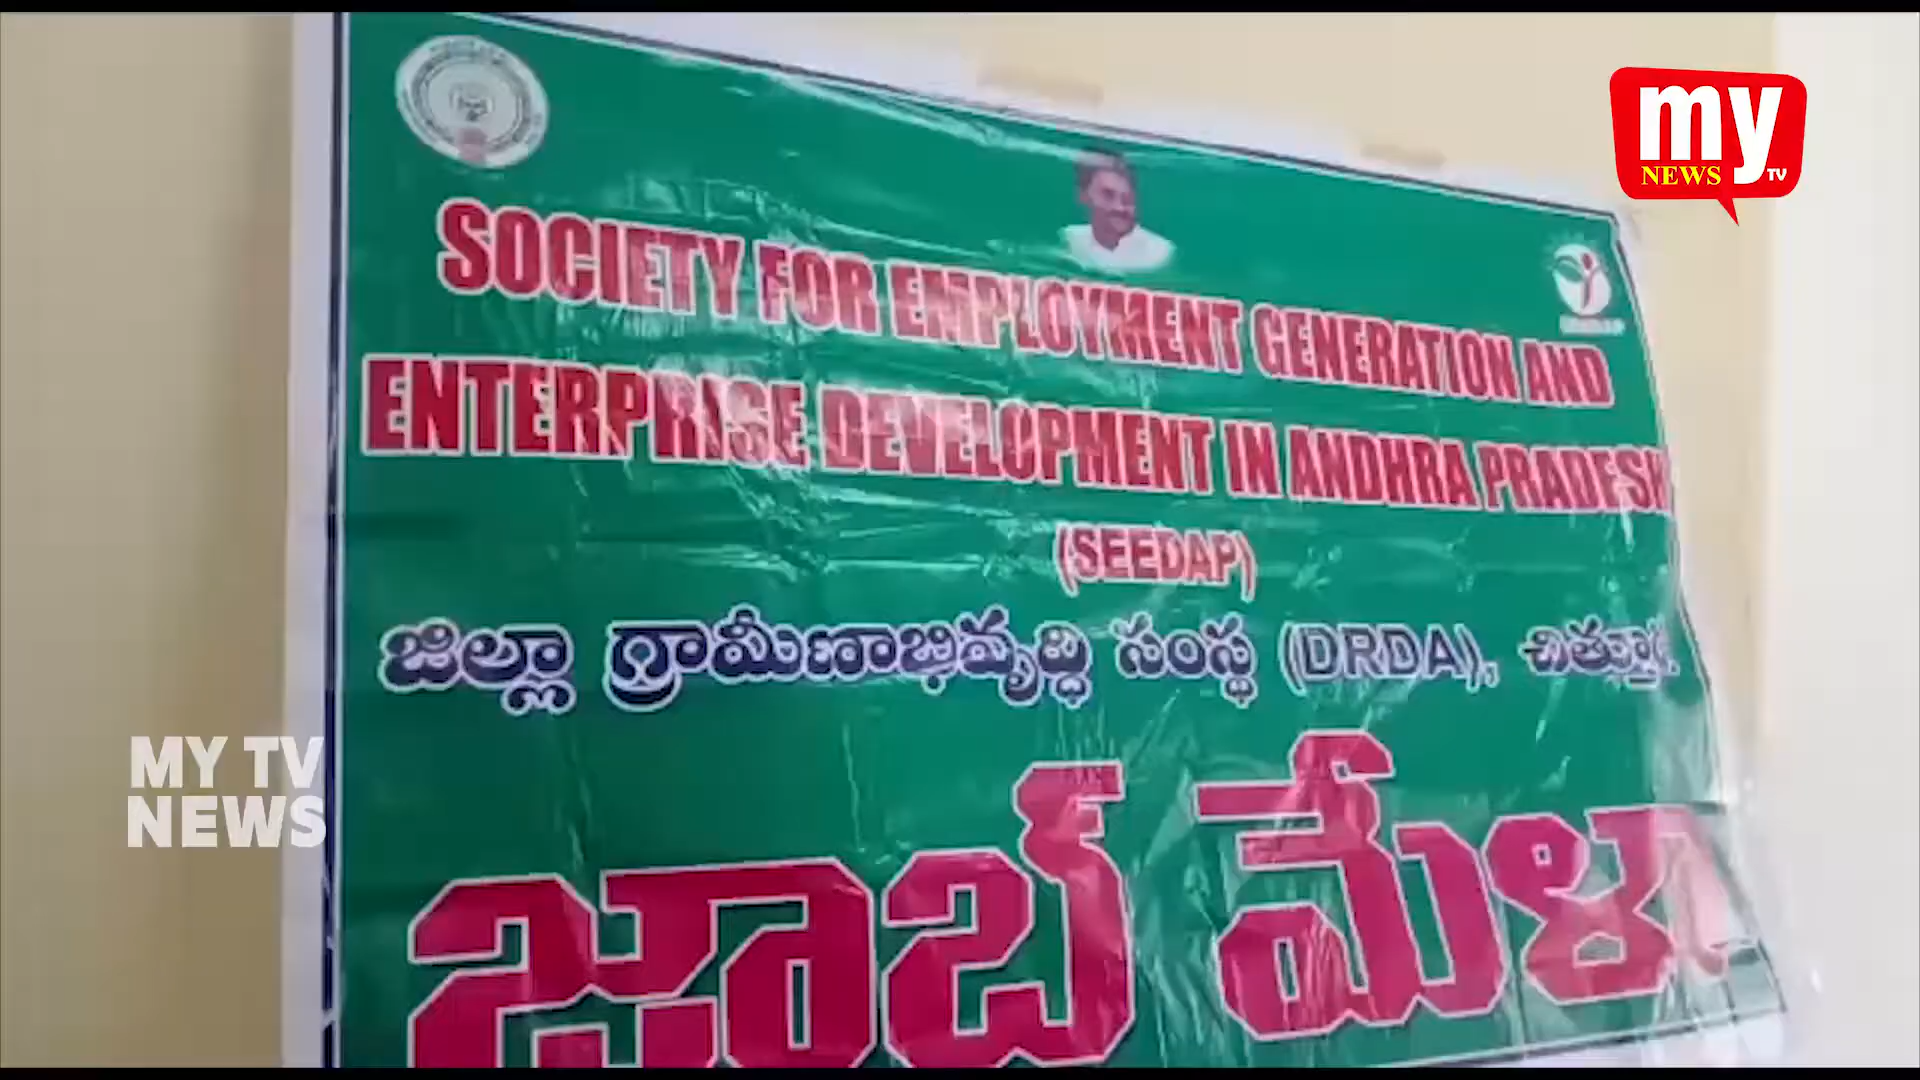 my
NEWS TV
SOCIETY FOR EMPLOYMENT GENERATION AND
ENTERPRISE DEVELOPMENT IN ANDHRA PRADESH
(SEEDAP)
జిల్లా గ్రామీణాభివృద్ధి సంస్థ (DRDA), చిత్తూరు
MY TV
NEWS
జాబ్ మేళా